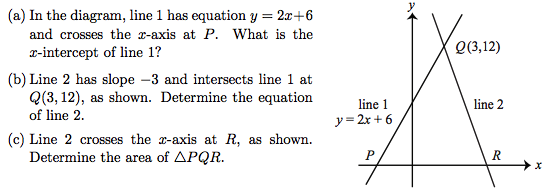 (a) In the diagram, line 1 has equation y = 2x+6
and crosses the x-axis at P. What is the
x-intercept of line 1?
(b) Line 2 has slope −3 and intersects line 1 at
Q(3, 12), as shown. Determine the equation
of line 2.
(c) Line 2 crosses the x-axis at R, as shown.
Determine the area of △PQR.
y
Q(3,12)
line 1
y = 2x + 6
line 2
P
R
x